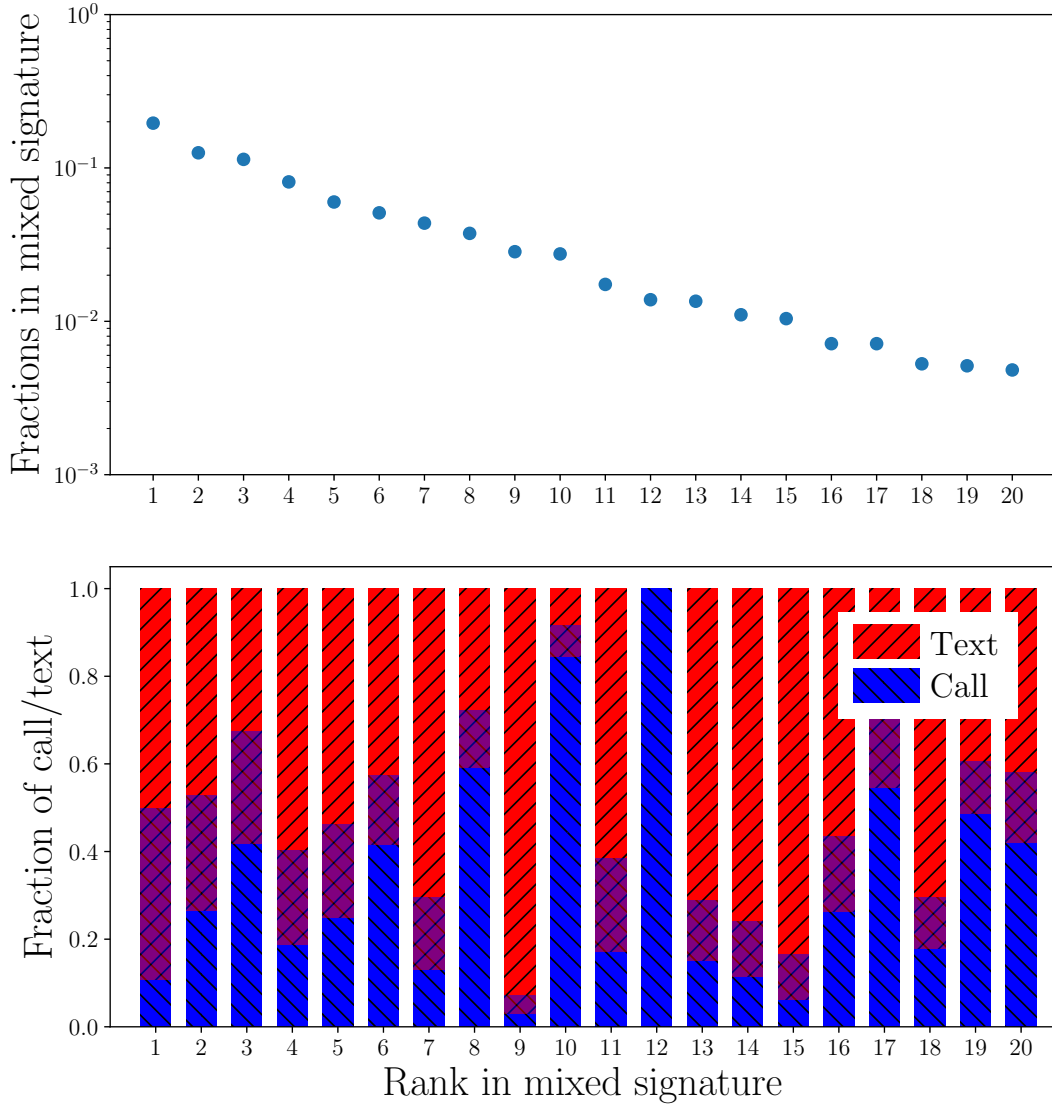 Fractions in mixed signature
10⁰
10⁻¹
10⁻²
10⁻³
1 2 3 4 5 6 7 8 9 10 11 12 13 14 15 16 17 18 19 20
Fraction of call/text
1.0
0.8
0.6
0.4
0.2
0.0
Text
Call
1 2 3 4 5 6 7 8 9 10 11 12 13 14 15 16 17 18 19 20
Rank in mixed signature